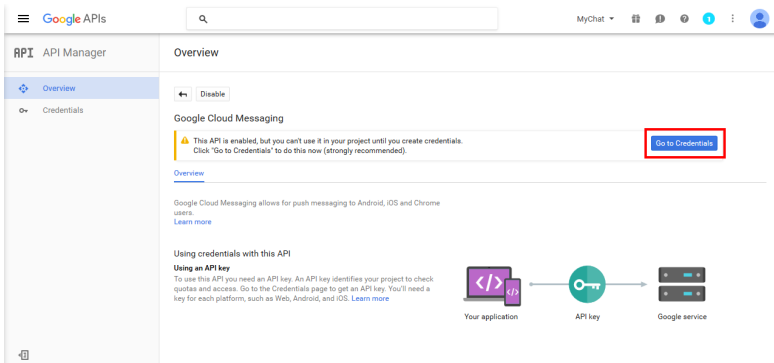 Google APIs
MyChat
1
API API Manager
Overview
Overview
Credentials
Disable
Google Cloud Messaging
This API is enabled, but you can't use it in your project until you create credentials.
Click "Go to Credentials" to do this now (strongly recommended).
Go to Credentials
Overview
Google Cloud Messaging allows for push messaging to Android, iOS and Chrome
users.
Learn more
Using credentials with this API
Using an API key
To use this API you need an API key. An API key identifies your project to check
quotas and access. Go to the Credentials page to get an API key. You'll need a
key for each platform, such as Web, Android, and iOS. Learn more
</>
</>
Your application
API key
Google service